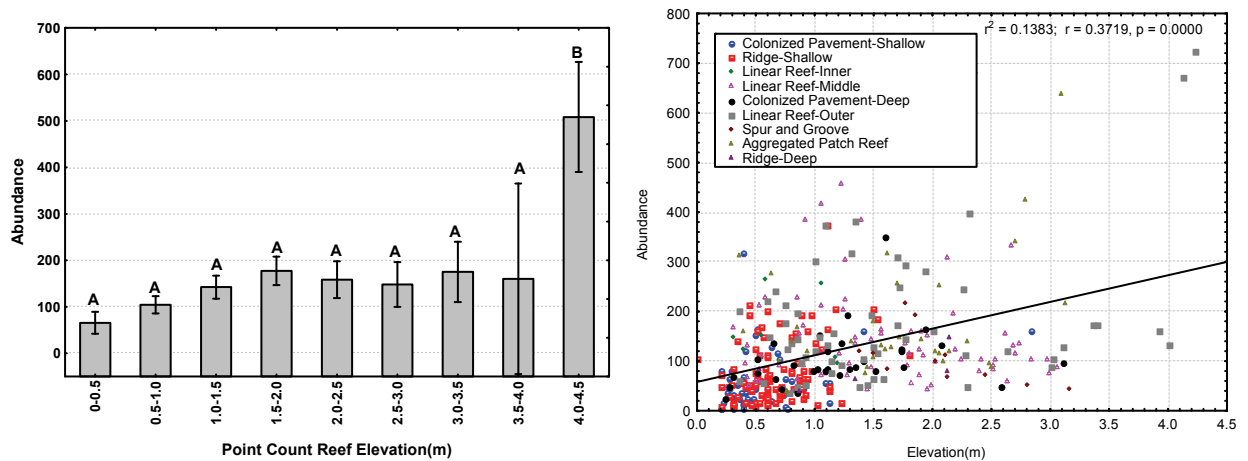 700
600
500
400
300
200
100
0
Abundance
A
A
A
A
A
A
A
A
B
0-0.5
0.5-1.0
1.0-1.5
1.5-2.0
2.0-2.5
2.5-3.0
3.0-3.5
3.5-4.0
4.0-4.5
Point Count Reef Elevation(m)
800
700
600
500
400
300
200
100
0
Abundance
r² = 0.1383; r = 0.3719, p = 0.0000
Colonized Pavement-Shallow
Ridge-Shallow
Linear Reef-Inner
Linear Reef-Middle
Colonized Pavement-Deep
Linear Reef-Outer
Spur and Groove
Aggregated Patch Reef
Ridge-Deep
0.0 0.5 1.0 1.5 2.0 2.5 3.0 3.5 4.0 4.5
Elevation(m)